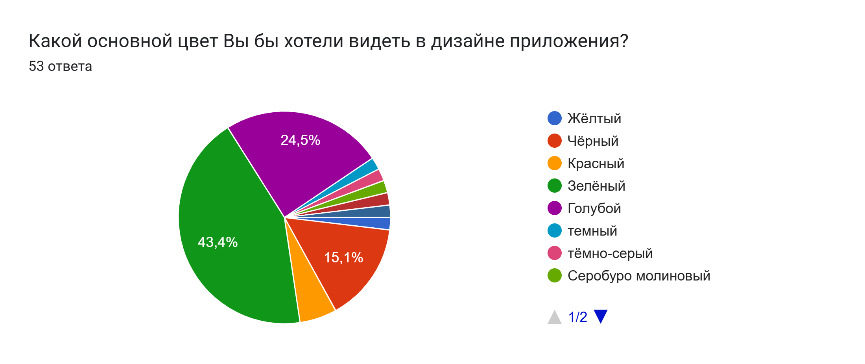 Какой основной цвет Вы бы хотели видеть в дизайне приложения?
53 ответа
24,5%
43,4%
15,1%
Жёлтый
Чёрный
Красный
Зелёный
Голубой
темный
тёмно-серый
Серобуро молиновый
1/2